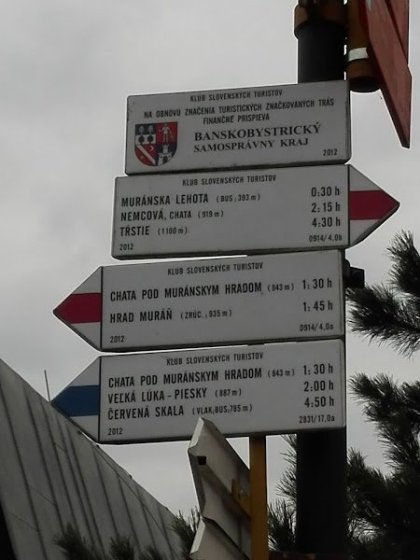 KLUB SLOVENSKÝCH TURISTOV
NA OBNOVU ZNAČENIA TURISTICKÝCH ZNAČKOVANÝCH TRÁS
FINANČNE PRISPIEVA
BANSKOBYSTRICKÝ
SAMOSPRÁVNY KRAJ
2012
KLUB SLOVENSKÝCH TURISTOV
MURÁNSKA LEHOTA (BUS, 393 m) 0:30 h
NEMCOVÁ, CHATA (919 m) 2:15 h
TŔSTIE (1100 m) 4:30 h
2012 0914/4,0b
KLUB SLOVENSKÝCH TURISTOV
CHATA POD MURÁNSKYM HRADOM (843 m) 1:30 h
HRAD MURÁŇ (ZRÚC., 935 m) 1:45 h
2012 0914/4,0a
KLUB SLOVENSKÝCH TURISTOV
CHATA POD MURÁNSKYM HRADOM (843 m) 1:30 h
VEĽKÁ LÚKA-PIESKY (887 m) 2:00 h
ČERVENÁ SKALA (VLAK,BUS,785 m) 4:50 h
2012 2831/17,0a